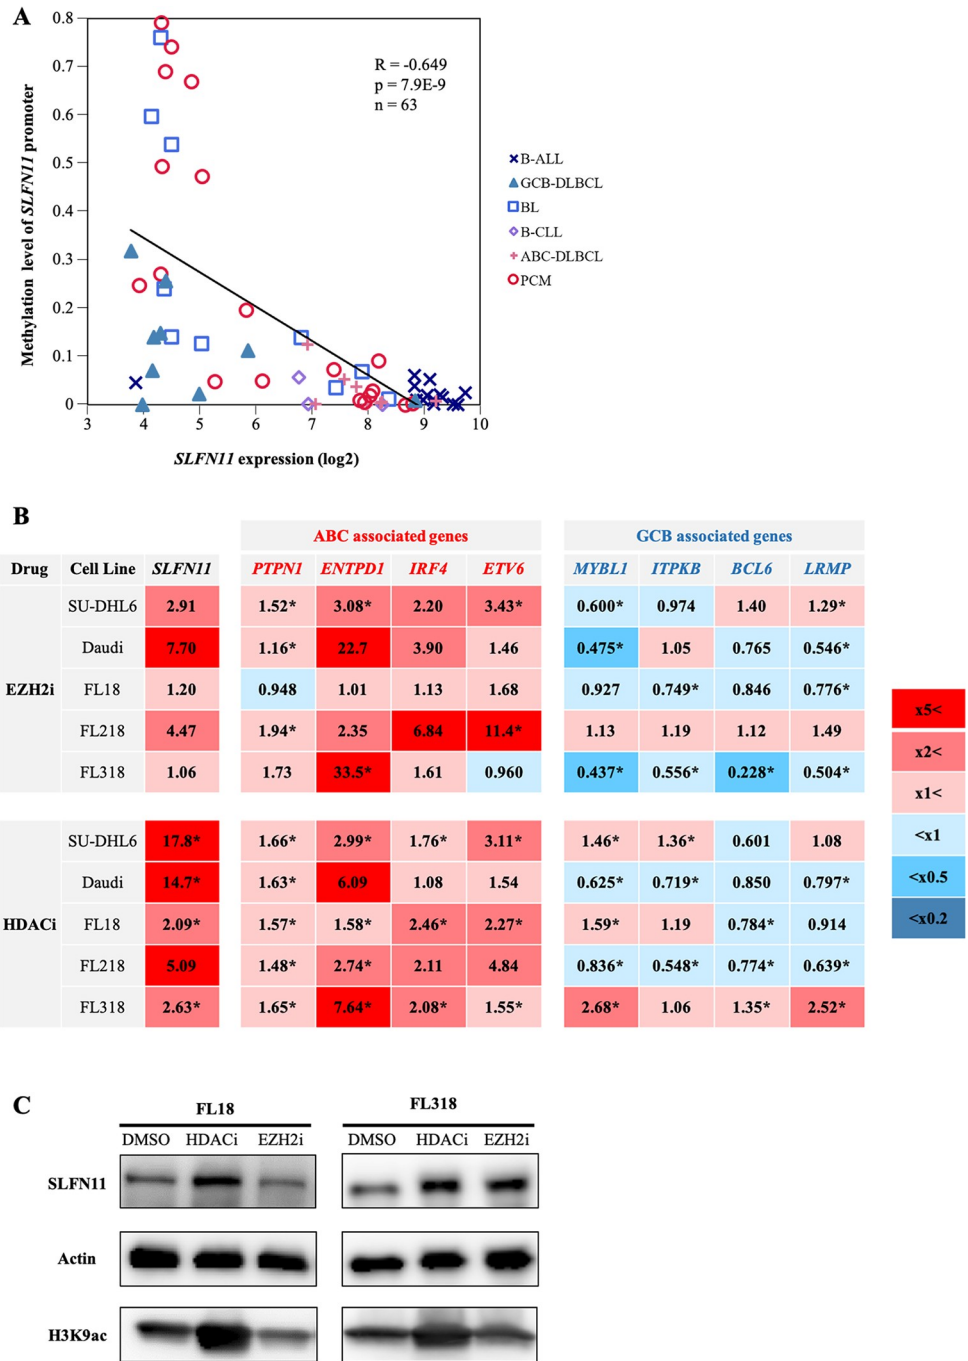 A
0.8
0.7
0.6
0.5
0.4
0.3
0.2
0.1
0
Methylation level of SLFN11 promoter
R = -0.649
p = 7.9E-9
n = 63
3 4 5 6 7 8 9 10
SLFN11 expression (log2)
B-ALL
GCB-DLBCL
BL
B-CLL
ABC-DLBCL
PCM
B
ABC associated genes GCB associated genes
Drug Cell Line SLFN11 PTPN1 ENTPD1 IRF4 ETV6 MYBL1 ITPKB BCL6 LRMP
SU-DHL6 2.91 1.52* 3.08* 2.20 3.43* 0.600* 0.974 1.40 1.29*
Daudi 7.70 1.16* 22.7 3.90 1.46 0.475* 1.05 0.765 0.546*
EZH2i FL18 1.20 0.948 1.01 1.13 1.68 0.927 0.749* 0.846 0.776*
FL218 4.47 1.94* 2.35 6.84 11.4* 1.13 1.19 1.12 1.49
FL318 1.06 1.73 33.5* 1.61 0.960 0.437* 0.556* 0.228* 0.504*
SU-DHL6 17.8* 1.66* 2.99* 1.76* 3.11* 1.46* 1.36* 0.601 1.08
Daudi 14.7* 1.63* 6.09 1.08 1.54 0.625* 0.719* 0.850 0.797*
HDACi FL18 2.09* 1.57* 1.58* 2.46* 2.27* 1.59* 1.19 0.784* 0.914
FL218 5.09 1.48* 2.74* 2.11 4.84 0.836* 0.548* 0.774* 0.639*
FL318 2.63* 1.65* 7.64* 2.08* 1.55* 2.68* 1.06 1.35* 2.52*
x5<
x2<
x1<
<x1
<x0.5
<x0.2
C
FL18 FL318
DMSO HDACi EZH2i DMSO HDACi EZH2i
SLFN11
Actin
H3K9ac